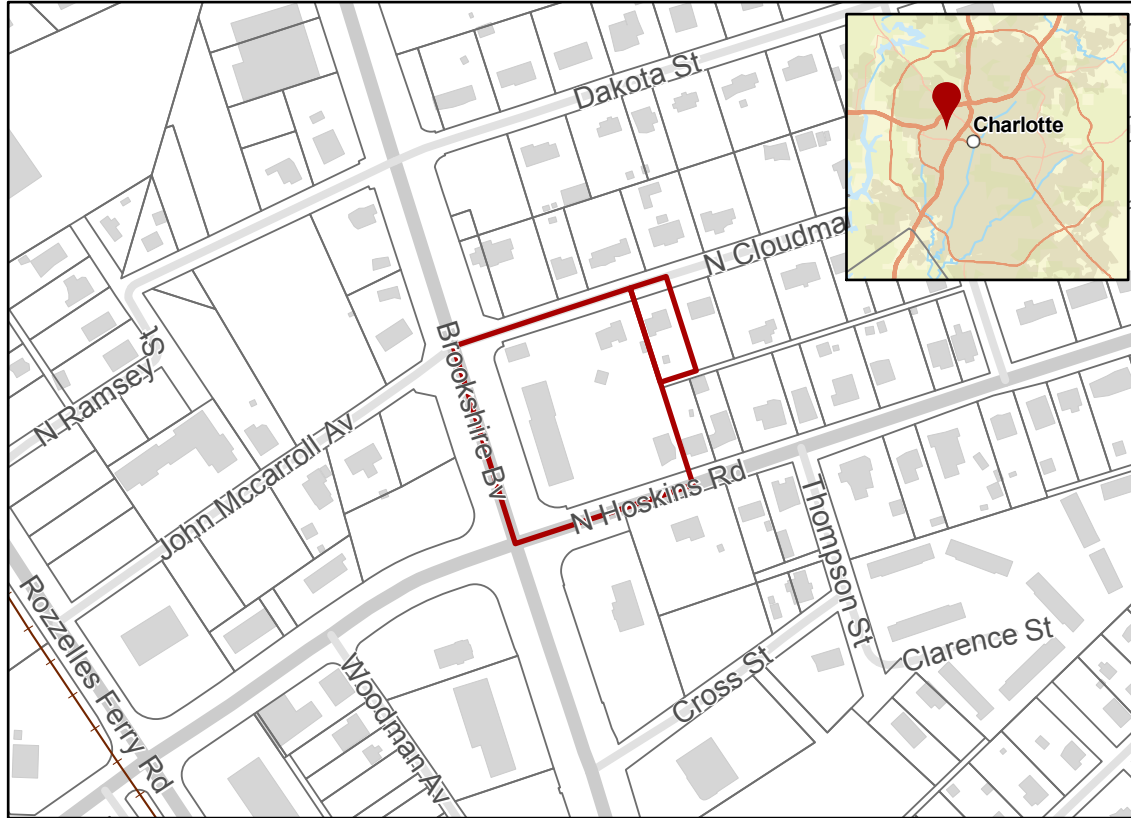 Dakota St
Charlotte
N Cloudma
Brookshire Bv
N Ramsey St
John Mccarroll Av
N Hoskins Rd
Thompson St
Rozzelles Ferry Rd
Woodman Av
Cross St
Clarence St